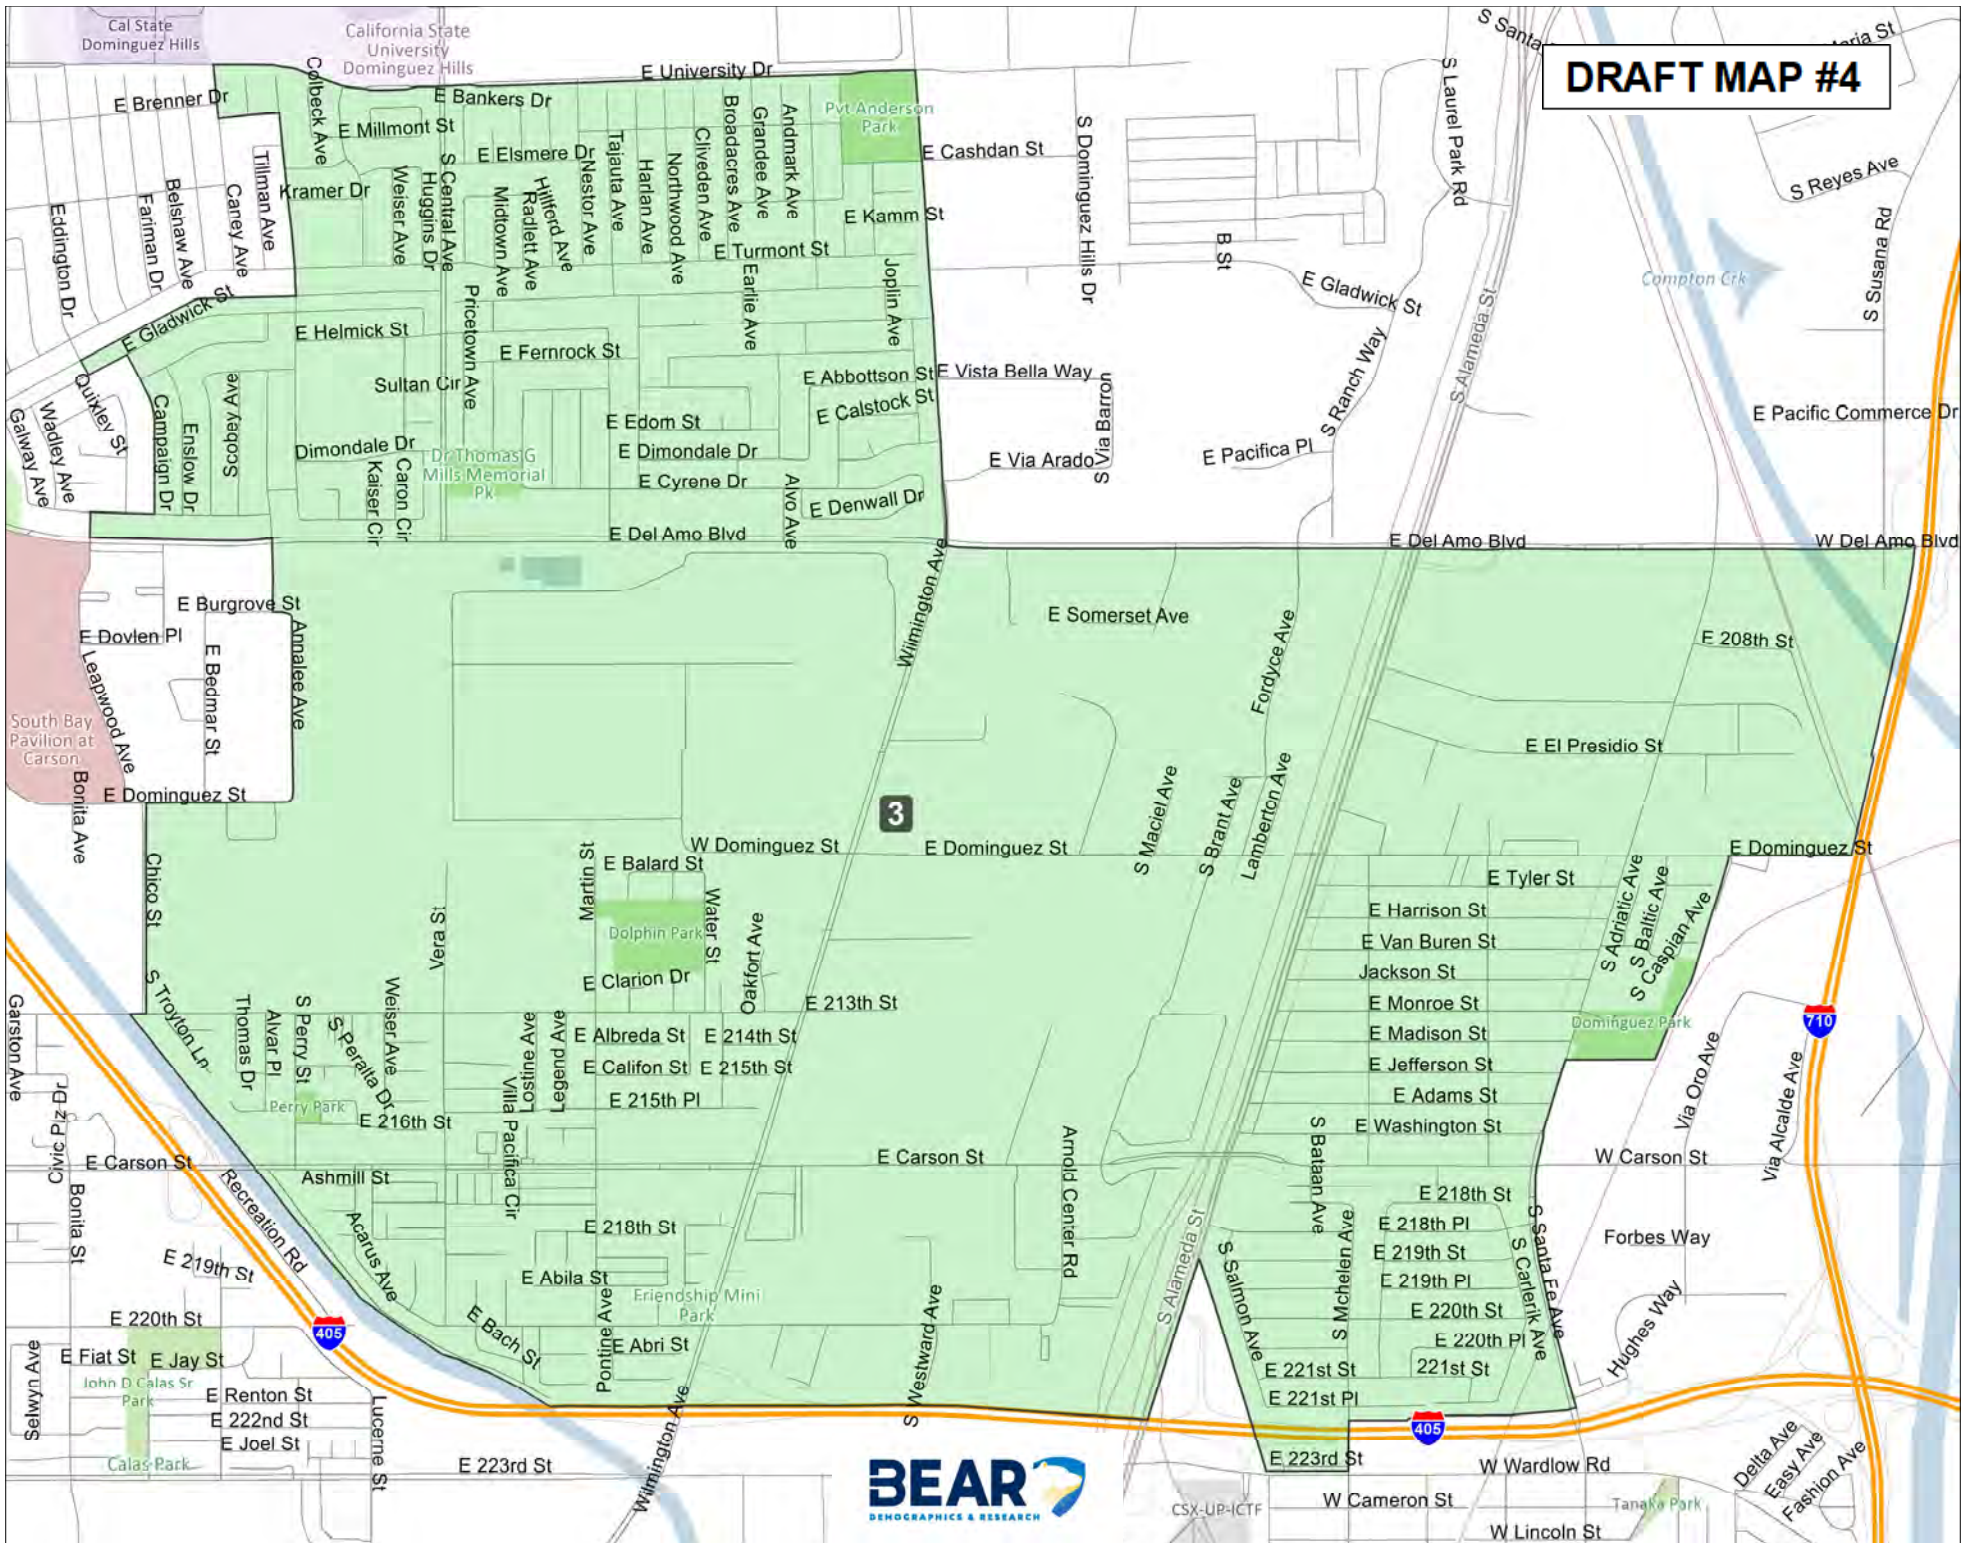 Cal State
Dominguez Hills
California State
University
Dominguez Hills
S Santa
aria St
DRAFT MAP #4
E University Dr
E Brenner Dr
Colbeck Ave
E Bankers Dr
E Millmont St
Broadacres Ave
Grandee Ave
Andmark Ave
Pvt Anderson
Park
S Laurel Park Rd
S Dominguez Hills Dr
E Cashdan St
S Reyes Ave
Tillman Ave
E Elsmere Dr
Tajauta Ave
Cliveden Ave
Kramer Dr
Weiser Ave
Huggins Dr
S Central Ave
Midtown Ave
Radlett Ave
Hillford Ave
Nestor Ave
Harlan Ave
Northwood Ave
Eddington Dr
Fariman Dr
Belshaw Ave
Caney Ave
E Kamm St
E Turmont St
B St
S Susana Rd
Compton Crk
Earlie Ave
Joplin Ave
E Gladwick St
E Gladwick St
Pricetown Ave
E Helmick St
E Fernrock St
S Alameda St
S Ranch Way
Sultan Cir
E Abbottson St
E Vista Bella Way
E Calstock St
S Via Barron
E Pacific Commerce Dr
Quixley St
Galway Ave
Wadley Ave
Campaign Dr
Enslow Dr
Scobey Ave
E Edom St
Dimondale Dr
Dr Thomas G
Mills Memorial
Pk
E Dimondale Dr
E Via Arado
E Pacifica Pl
Kaiser Cir
Caron Cir
E Cyrene Dr
Alvo Ave
E Denwall Dr
E Del Amo Blvd
E Del Amo Blvd
W Del Amo Blvd
Wilmington Ave
E Burgrove St
E Dovlen Pl
E Bedmar St
Annalee Ave
Leapwood Ave
E Somerset Ave
Fordyce Ave
E 208th St
South Bay
Pavilion at
Carson
E El Presidio St
Bonita Ave
E Dominguez St
3
S Maciel Ave
S Brant Ave
Lamberton Ave
W Dominguez St
E Dominguez St
E Dominguez St
Chico St
Martin St
E Balard St
Water St
E Tyler St
S Adriatic Ave
S Baltic Ave
S Caspian Ave
Vera St
Dolphin Park
Oakfort Ave
E Harrison St
E Van Buren St
Jackson St
E Clarion Dr
E 213th St
E Monroe St
Dominguez Park
710
S Troyton Ln
Garston Ave
Thomas Dr
Alvar Pl
S Perry St
S Peralta Dr
Weiser Ave
Lostine Ave
Legend Ave
E Albreda St
E 214th St
E Madison St
E Califon St
E 215th St
E Jefferson St
Via Oro Ave
Via Alcalde Ave
Perry Park
E 215th Pl
E Adams St
Civic Plz Dr
E 216th St
Villa Pacifica Cir
E Washington St
E Carson St
E Carson St
W Carson St
Arnold Center Rd
S Bataan Ave
Recreation Rd
Ashmill St
Bonita St
Acarus Ave
E 218th St
E 218th St
E 218th Pl
S Santa Fe Ave
Forbes Way
E 219th St
E 219th St
S Alameda St
S Salmon Ave
S Mchelen Ave
S Carlerik Ave
E Abila St
E 219th Pl
Friendship Mini
Park
E 220th St
E 220th St
405
E Bach St
Pontine Ave
E Abri St
S Westward Ave
E 220th Pl
Hughes Way
Selwyn Ave
E Fiat St
E Jay St
E 221st St
221st St
John D Calas Sr
Park
E Renton St
E 221st Pl
E 222nd St
Lucerne St
405
E Joel St
Calas Park
E 223rd St
Wilmington Ave
E 223rd St
W Wardlow Rd
Delta Ave
Easy Ave
Fashion Ave
BEAR
DEMOGRAPHICS & RESEARCH
CSX-UP-ICTF
W Cameron St
Tanaka Park
W Lincoln St